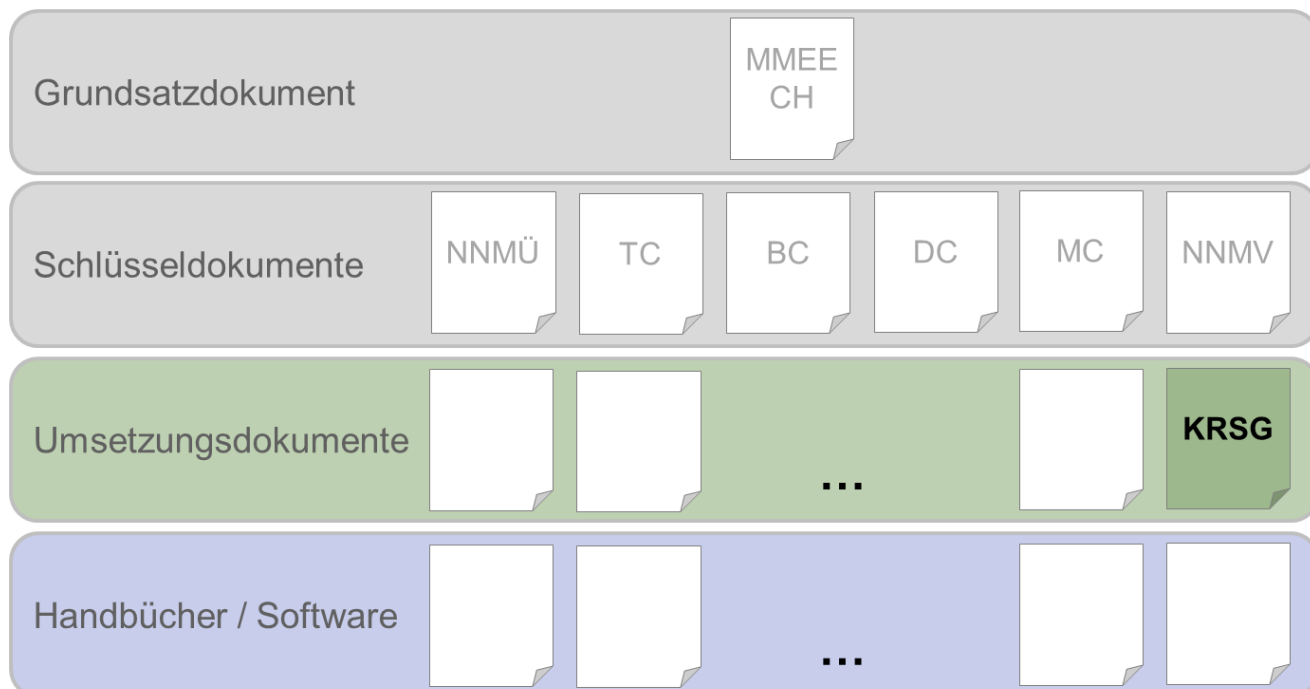 Grundsatzdokument
MMEE
CH
Schlüsseldokumente
NNMÜ
TC
BC
DC
MC
NNMV
Umsetzungsdokumente
...
KRSG
Handbücher / Software
...